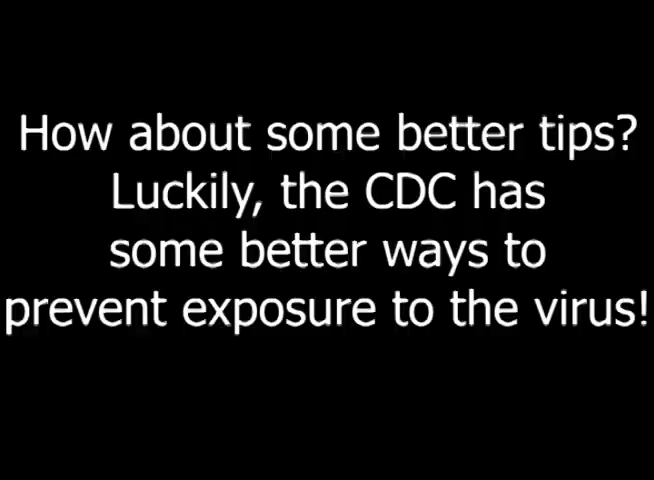 How about some better tips?
Luckily, the CDC has
some better ways to
prevent exposure to the virus!